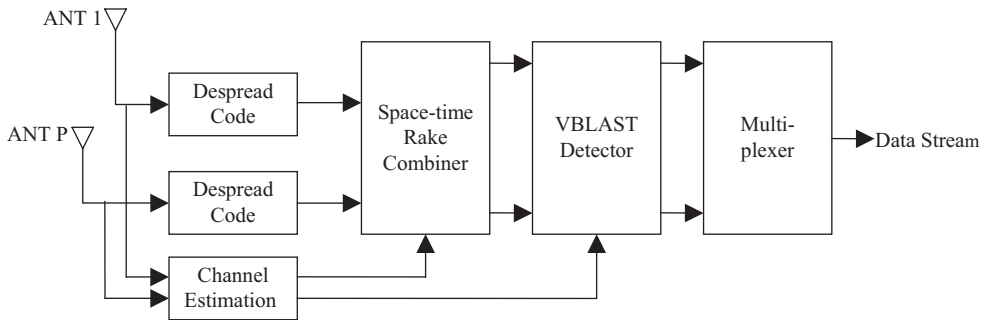 ANT 1
Despread
Code
ANT P
Despread
Code
Channel
Estimation
Space-time
Rake
Combiner
VBLAST
Detector
Multi-
plexer
Data Stream